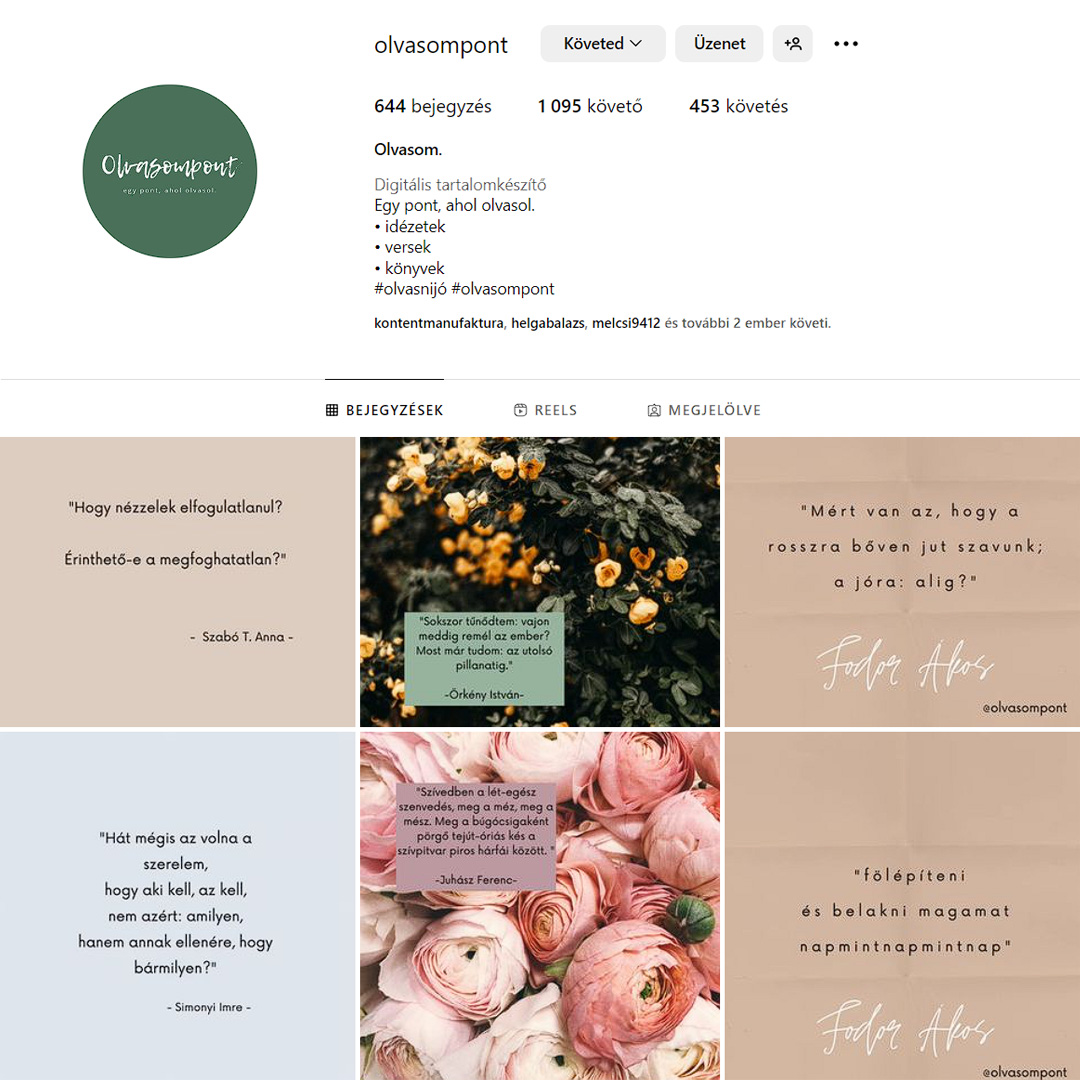 olvasompont
Követed
Üzenet
644 bejegyzés
1 095 követő
453 követés
Olvasompont
egy pont, ahol olvasol.
Olvasom.
Digitális tartalomkészítő
Egy pont, ahol olvasol.
• idézetek
• versek
• könyvek
#olvasnijó #olvasompont
kontentmanufaktura, helgabalazs, melcsi9412 és további 2 ember követi.
BEJEGYZÉSEK
REELS
MEGJELÖLVE
"Hogy nézzelek elfogulatlanul?
Érinthető-e a megfoghatatlan?"
- Szabó T. Anna -
"Sokszor tűnődtem: vajon
meddig remél az ember?
Most már tudom: az utolsó
pillanatig."
-Örkény István-
"Mért van az, hogy a
rosszra bőven jut szavunk;
a jóra: alig?"
Fodor Ákos
@olvasompont
"Hát mégis az volna a
szerelem,
hogy aki kell, az kell,
nem azért: amilyen,
hanem annak ellenére, hogy
bármilyen?"
- Simonyi Imre -
"Szívedben a lét-egész
szenvedés, meg a méz, meg a
mész. Meg a búgócsigaként
pörgő tejút-óriás kés a
szívpitvar piros hárfái között. "
-Juhász Ferenc-
"fölépíteni
és belakni magamat
napmintnapmintnap"
Fodor Ákos
@olvasompont